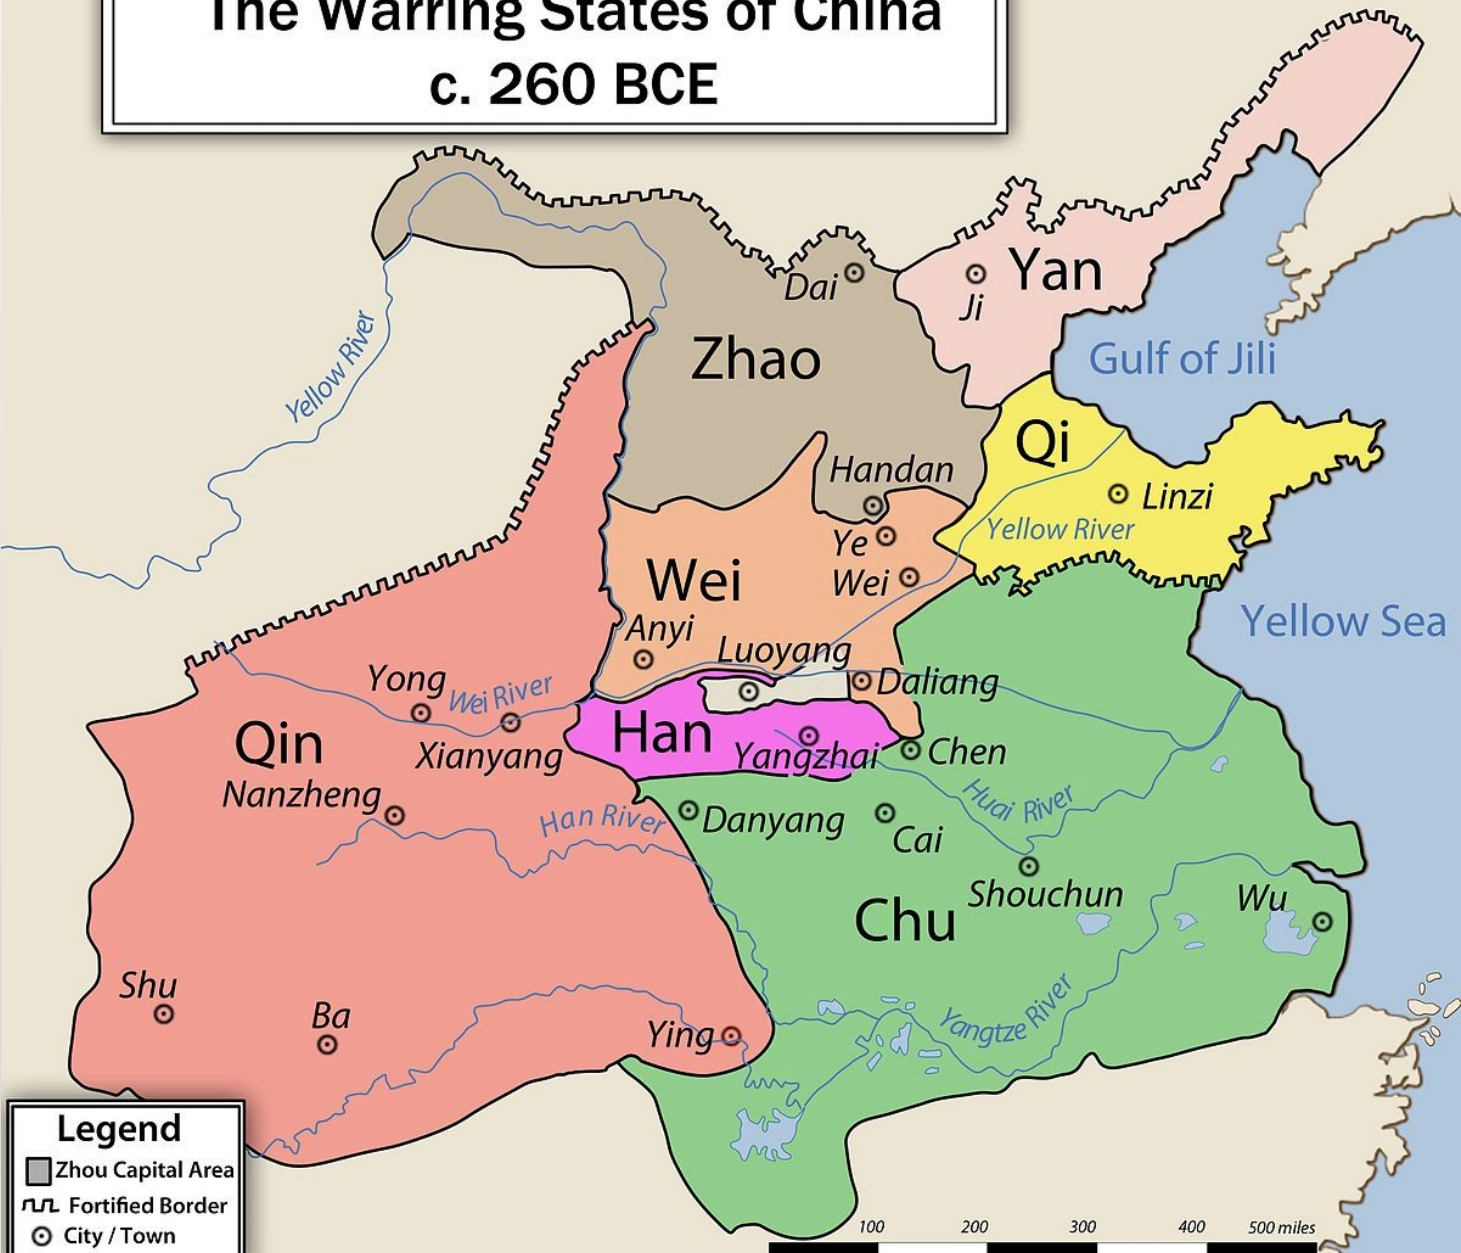 The Warring States of China
c. 260 BCE
Dai
Yan
Ji
Zhao
Gulf of Jili
Yellow River
Qi
Handan
Linzi
Yellow River
Ye
Wei
Wei
Yellow Sea
Anyi
Luoyang
Yong
Wei River
Daliang
Han
Qin
Xianyang
Yangzhai
Chen
Nanzheng
Han River
Danyang
Huai River
Cai
Shouchun
Wu
Chu
Shu
Ba
Ying
Yangtze River
Legend
Zhou Capital Area
Fortified Border
City / Town
100 200 300 400 500 miles